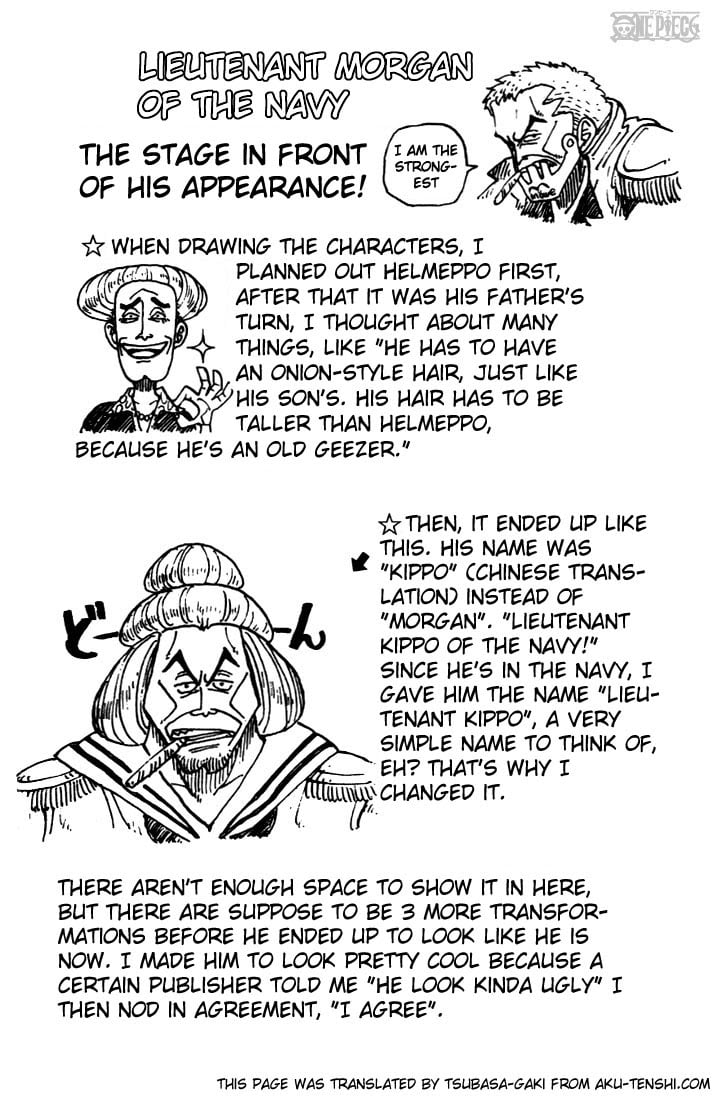 ワンピース
ONE PIECE
LIEUTENANT MORGAN
OF THE NAVY
THE STAGE IN FRONT
OF HIS APPEARANCE!
I AM THE
STRONG-
EST
☆ WHEN DRAWING THE CHARACTERS, I
PLANNED OUT HELMEPPO FIRST,
AFTER THAT IT WAS HIS FATHER'S
TURN, I THOUGHT ABOUT MANY
THINGS, LIKE "HE HAS TO HAVE
AN ONION-STYLE HAIR, JUST LIKE
HIS SON'S. HIS HAIR HAS TO BE
TALLER THAN HELMEPPO,
BECAUSE HE'S AN OLD GEEZER."
☆ THEN, IT ENDED UP LIKE
THIS. HIS NAME WAS
"KIPPO" (CHINESE TRANS-
LATION) INSTEAD OF
"MORGAN". "LIEUTENANT
KIPPO OF THE NAVY!"
SINCE HE'S IN THE NAVY, I
GAVE HIM THE NAME "LIEU-
TENANT KIPPO", A VERY
SIMPLE NAME TO THINK OF,
EH? THAT'S WHY I
CHANGED IT.
どーん
THERE AREN'T ENOUGH SPACE TO SHOW IT IN HERE,
BUT THERE ARE SUPPOSE TO BE 3 MORE TRANSFOR-
MATIONS BEFORE HE ENDED UP TO LOOK LIKE HE IS
NOW. I MADE HIM TO LOOK PRETTY COOL BECAUSE A
CERTAIN PUBLISHER TOLD ME "HE LOOK KINDA UGLY" I
THEN NOD IN AGREEMENT, "I AGREE".
THIS PAGE WAS TRANSLATED BY TSUBASA-GAKI FROM AKU-TENSHI.COM